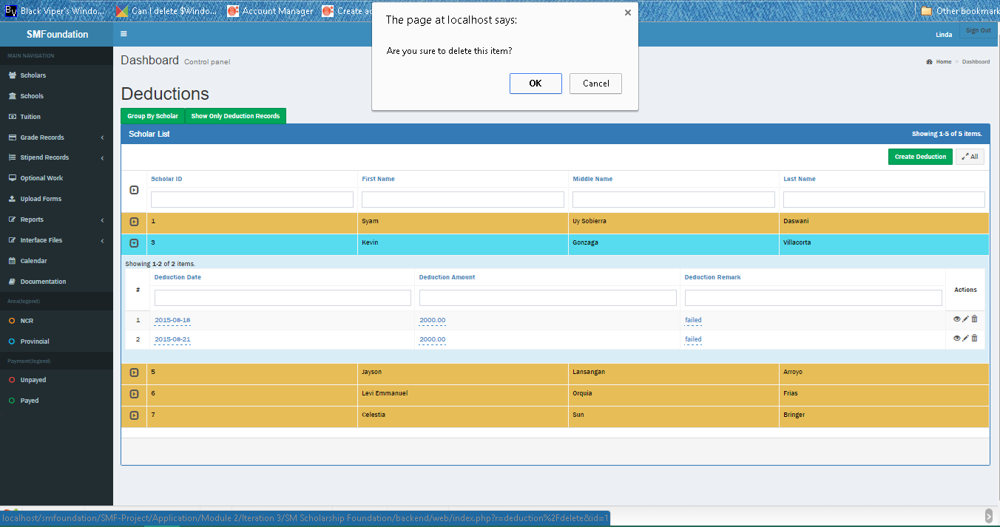 Black Viper's Windo... Can I delete $Windo... Account Manager Create ac Other bookmark
The page at localhost says:
Are you sure to delete this item?
OK Cancel
SMFoundation Linda Sign Out
MAIN NAVIGATION
Scholars
Schools
Tuition
Grade Records
Stipend Records
Optional Work
Upload Forms
Reports
Interface Files
Calendar
Documentation
Area(legend)
NCR
Provincial
Payment(legend)
Unpayed
Payed
Dashboard Control panel Home > Dashboard
Deductions
Group By Scholar Show Only Deduction Records
Scholar List Showing 1-5 of 5 items.
Create Deduction All
Scholar ID First Name Middle Name Last Name
1 Syam Uy Sobierra Daswani
3 Kevin Gonzaga Villacorta
Showing 1-2 of 2 items.
# Deduction Date Deduction Amount Deduction Remark Actions
1 2015-08-18 2000.00 failed
2 2015-08-21 2000.00 failed
5 Jayson Lansangan Arroyo
6 Levi Emmanuel Orquia Frias
7 Celestia Sun Bringer
localhost/smfoundation/SMF-Project/Application/Module 2/Iteration 3/SM Scholarship Foundation/backend/web/index.php?r=deduction%2Fdelete&id=1